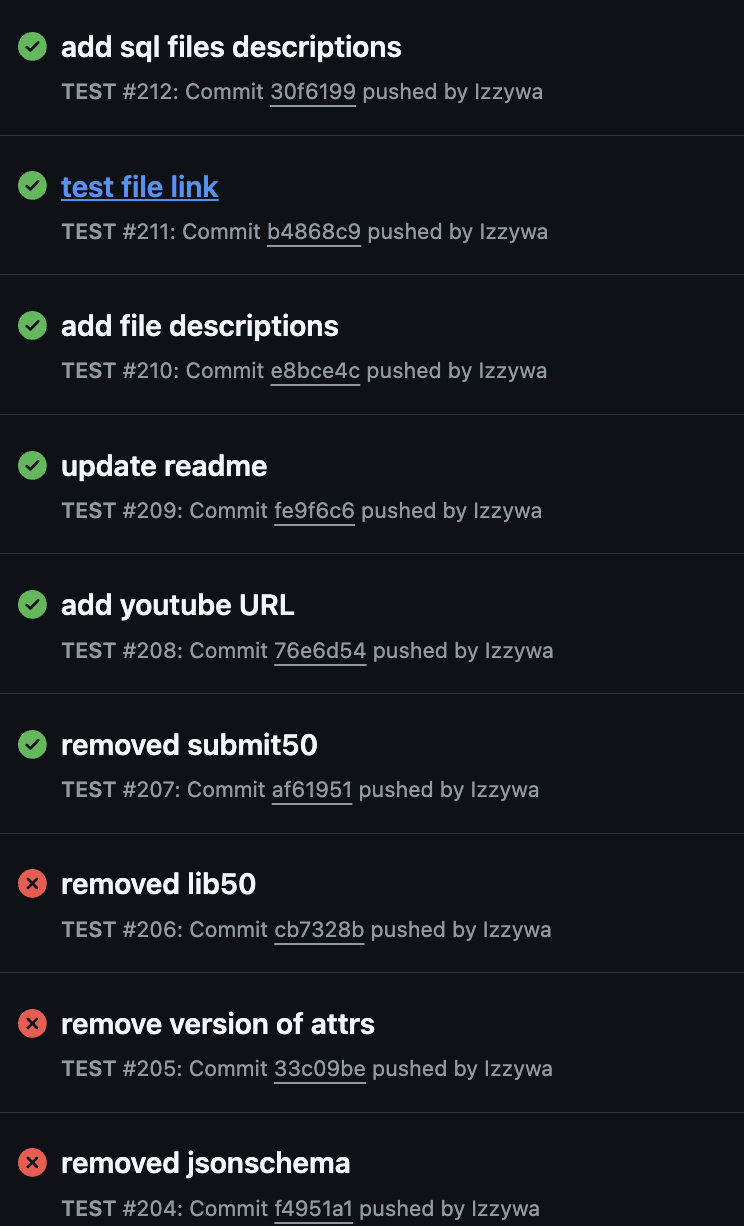 add sql files descriptions
TEST #212: Commit 30f6199 pushed by Izzywa
test file link
TEST #211: Commit b4868c9 pushed by Izzywa
add file descriptions
TEST #210: Commit e8bce4c pushed by Izzywa
update readme
TEST #209: Commit fe9f6c6 pushed by Izzywa
add youtube URL
TEST #208: Commit 76e6d54 pushed by Izzywa
removed submit50
TEST #207: Commit af61951 pushed by Izzywa
removed lib50
TEST #206: Commit cb7328b pushed by Izzywa
remove version of attrs
TEST #205: Commit 33c09be pushed by Izzywa
removed jsonschema
TEST #204: Commit f4951a1 pushed by Izzywa